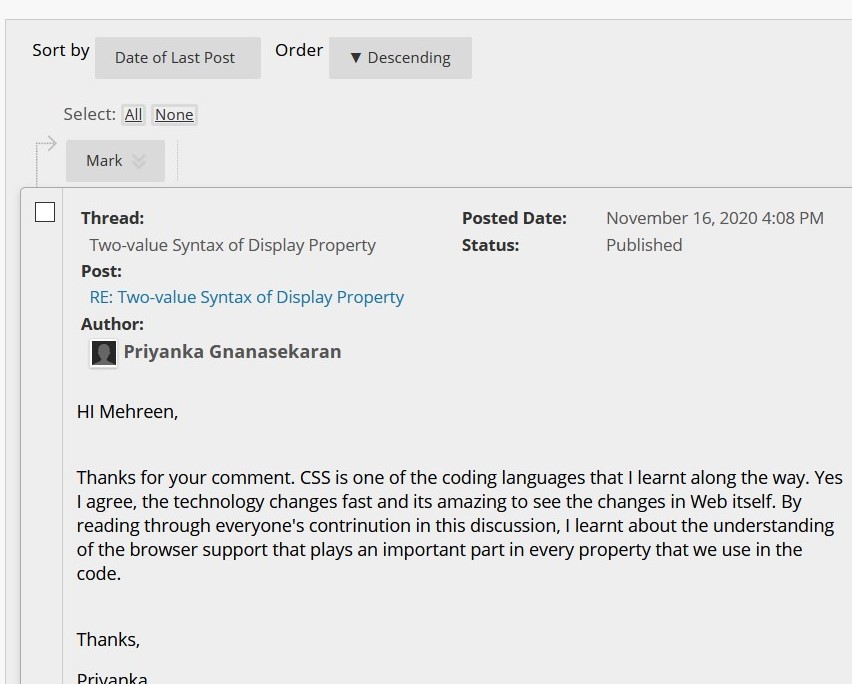 Sort by Date of Last Post Order ▼ Descending
Select: All None
Mark
Thread: Posted Date: November 16, 2020 4:08 PM
Two-value Syntax of Display Property Status: Published
Post:
RE: Two-value Syntax of Display Property
Author:
Priyanka Gnanasekaran
HI Mehreen,
Thanks for your comment. CSS is one of the coding languages that I learnt along the way. Yes
I agree, the technology changes fast and its amazing to see the changes in Web itself. By
reading through everyone's contrinution in this discussion, I learnt about the understanding
of the browser support that plays an important part in every property that we use in the
code.
Thanks,
Priyanka